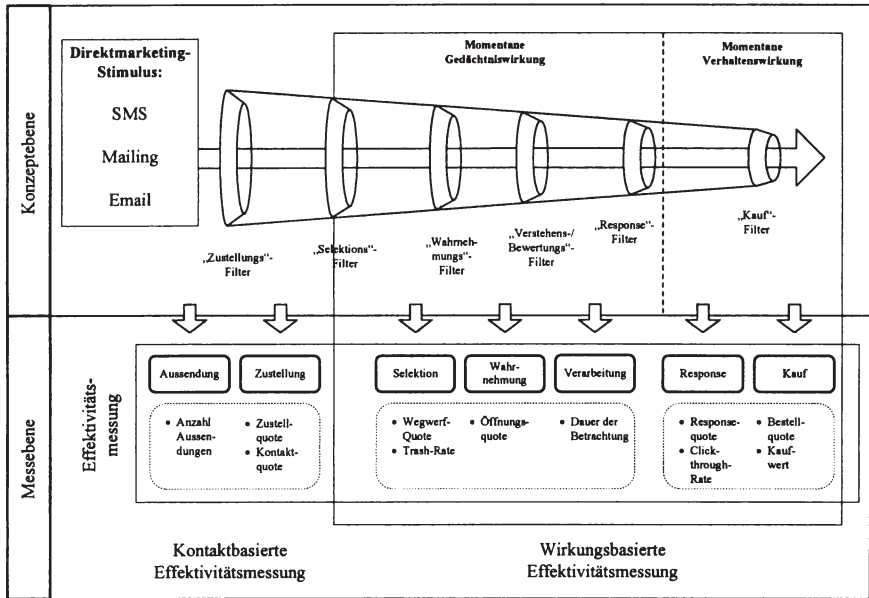 Konzeptebene
Direktmarketing-
Stimulus:
SMS
Mailing
Email
Momentane
Gedächtniswirkung
Momentane
Verhaltenswirkung
„Zustellungs“-
Filter
„Selektions“-
Filter
„Wahrneh-
mungs“-
Filter
„Verstehens-/
Bewertungs“-
Filter
„Response“-
Filter
„Kauf“-
Filter
Messebene
Effektivitäts-
messung
Aussendung
Zustellung
Selektion
Wahr-
nehmung
Verarbeitung
Response
Kauf
• Anzahl
Aussen-
dungen
• Zustell-
quote
• Kontakt-
quote
• Wegwerf-
Quote
• Trash-Rate
• Öffnungs-
quote
• Dauer der
Betrachtung
• Response-
quote
• Click-
through-
Rate
• Bestell-
quote
• Kauf-
wert
Kontaktbasierte
Effektivitätsmessung
Wirkungsbasierte
Effektivitätsmessung